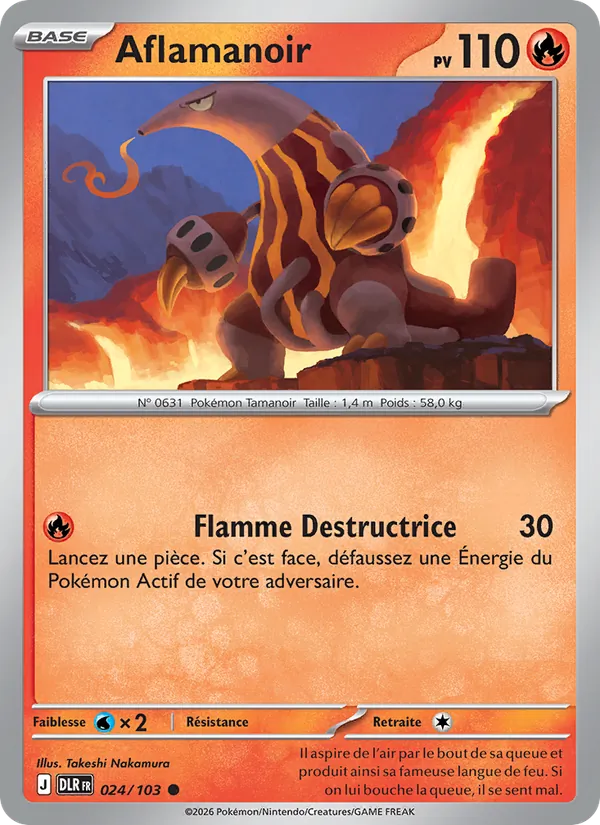 BASE
Aflamanoir
PV 110
N° 0631 Pokémon Tamanoir Taille : 1,4 m Poids : 58,0 kg
Flamme Destructrice 30
Lancez une pièce. Si c'est face, défaussez une Énergie du
Pokémon Actif de votre adversaire.
Faiblesse × 2 Résistance Retraite
Illus. Takeshi Nakamura
Il aspire de l'air par le bout de sa queue et
produit ainsi sa fameuse langue de feu. Si
on lui bouche la queue, il se sent mal.
J DLR FR 024/103
©2026 Pokémon/Nintendo/Creatures/GAME FREAK